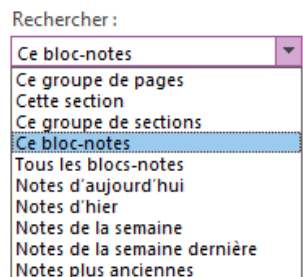 Rechercher :
Ce bloc-notes
Ce groupe de pages
Cette section
Ce groupe de sections
Ce bloc-notes
Tous les blocs-notes
Notes d'aujourd'hui
Notes d'hier
Notes de la semaine
Notes de la semaine dernière
Notes plus anciennes